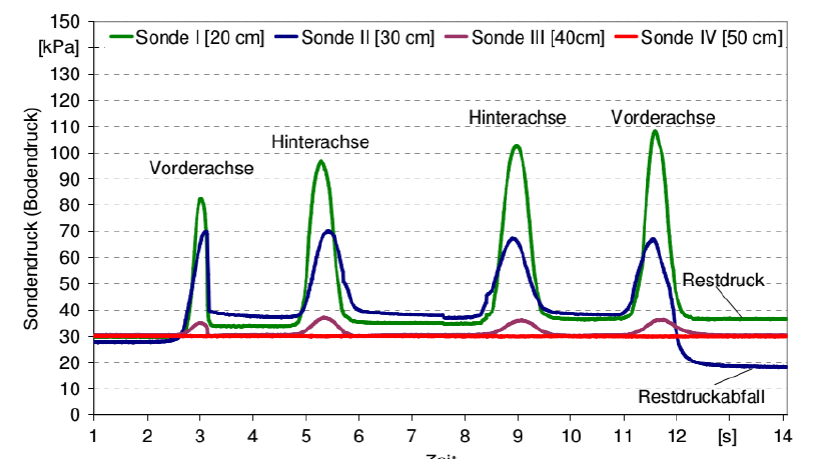 150
[kPa]
130
120
110
100
90
80
70
60
50
40
30
20
10
0
Sondendruck (Bodendruck)
Sonde I [20 cm] Sonde II [30 cm] Sonde III [40cm] Sonde IV [50 cm]
Vorderachse
Hinterachse
Hinterachse
Vorderachse
Restdruck
Restdruckabfall
1 2 3 4 5 6 7 8 9 10 11 12 [s] 14